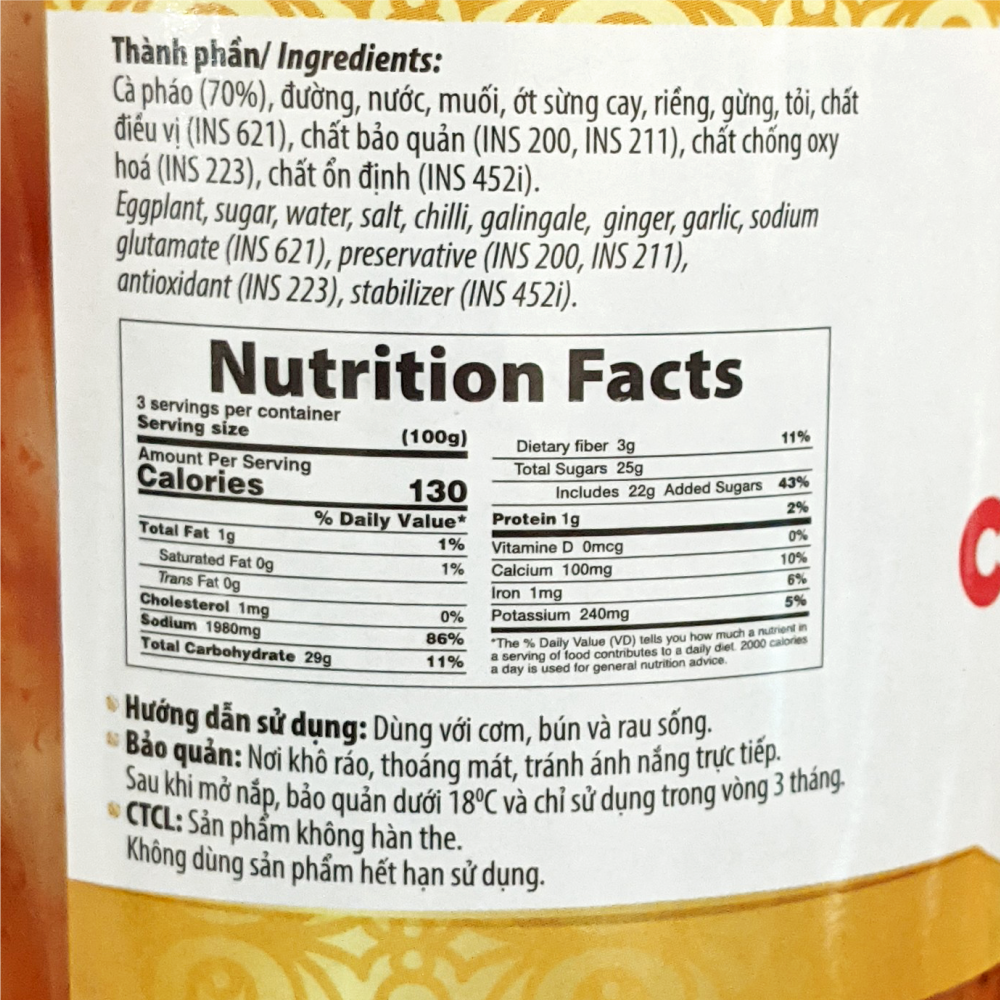 Thành phần/ Ingredients:
Cà pháo (70%), đường, nước, muối, ớt sừng cay, riềng, gừng, tỏi, chất
điều vị (INS 621), chất bảo quản (INS 200, INS 211), chất chống oxy
hoá (INS 223), chất ổn định (INS 452i).
Eggplant, sugar, water, salt, chilli, galingale, ginger, garlic, sodium
glutamate (INS 621), preservative (INS 200, INS 211),
antioxidant (INS 223), stabilizer (INS 452i).
Nutrition Facts
3 servings per container
Serving size (100g)
Amount Per Serving
Calories 130
% Daily Value*
Total Fat 1g 1%
Saturated Fat 0g 1%
Trans Fat 0g
Cholesterol 1mg 0%
Sodium 1980mg 86%
Total Carbohydrate 29g 11%
Dietary fiber 3g 11%
Total Sugars 25g
Includes 22g Added Sugars 43%
Protein 1g 2%
Vitamine D 0mcg 0%
Calcium 100mg 10%
Iron 1mg 6%
Potassium 240mg 5%
*The % Daily Value (VD) tells you how much a nutrient in
a serving of food contributes to a daily diet. 2000 calories
a day is used for general nutrition advice.
Hướng dẫn sử dụng: Dùng với cơm, bún và rau sống.
Bảo quản: Nơi khô ráo, thoáng mát, tránh ánh nắng trực tiếp.
Sau khi mở nắp, bảo quản dưới 18ºC và chỉ sử dụng trong vòng 3 tháng.
CTCL: Sản phẩm không hàn the.
Không dùng sản phẩm hết hạn sử dụng.
C